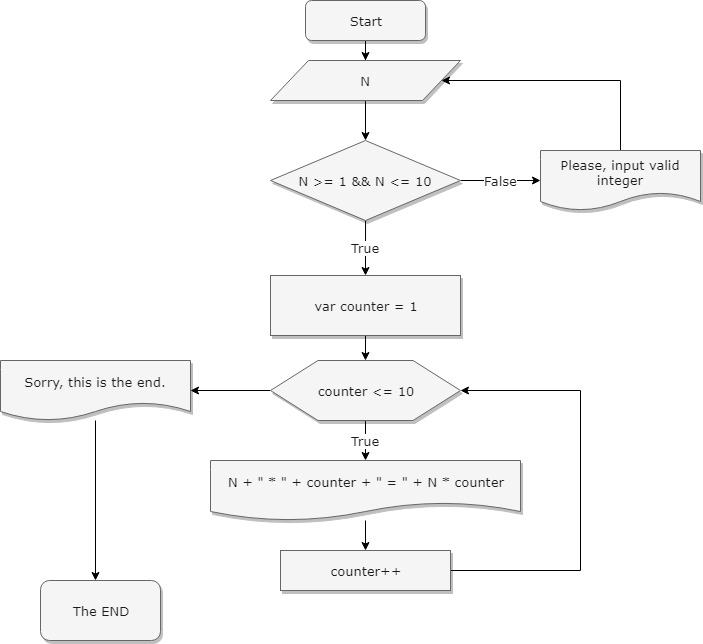 Start
N
N >= 1 && N <= 10
False
Please, input valid
integer
True
var counter = 1
Sorry, this is the end.
counter <= 10
True
N + " * " + counter + " = " + N * counter
counter++
The END